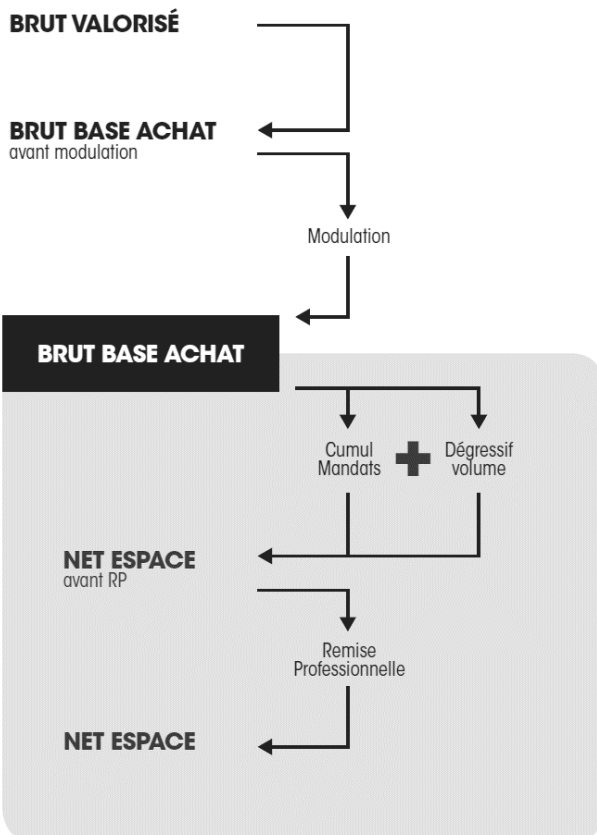 BRUT VALORISÉ
BRUT BASE ACHAT
avant modulation
Modulation
BRUT BASE ACHAT
Cumul
Mandats
Dégressif
volume
NET ESPACE
avant RP
Remise
Professionnelle
NET ESPACE